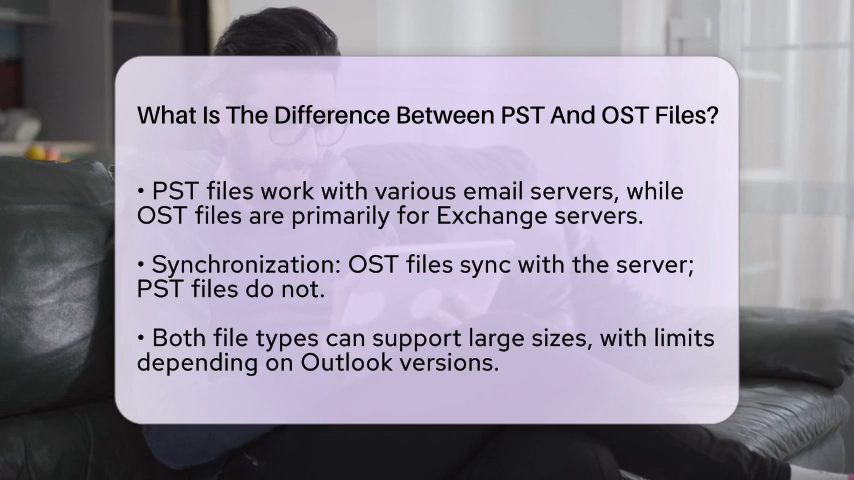 What Is The Difference Between PST And OST Files?
• PST files work with various email servers, while
OST files are primarily for Exchange servers.
• Synchronization: OST files sync with the server;
PST files do not.
• Both file types can support large sizes, with limits
depending on Outlook versions.